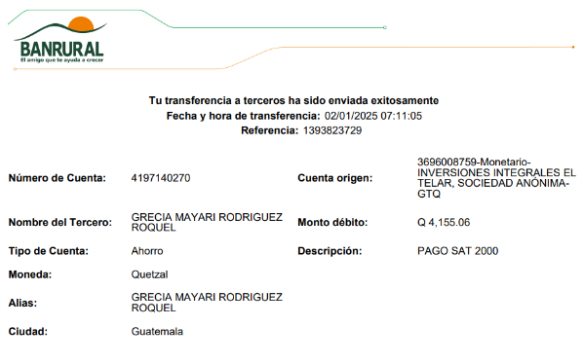 BANRURAL
El amigo que te ayuda a crecer
Tu transferencia a terceros ha sido enviada exitosamente
Fecha y hora de transferencia: 02/01/2025 07:11:05
Referencia: 1393823729
Número de Cuenta: 4197140270
Cuenta origen: 3696008759-Monetario-
INVERSIONES INTEGRALES EL
TELAR, SOCIEDAD ANÓNIMA-
GTQ
Nombre del Tercero: GRECIA MAYARI RODRIGUEZ
ROQUEL
Monto débito: Q 4,155.06
Tipo de Cuenta: Ahorro
Descripción: PAGO SAT 2000
Moneda: Quetzal
Alias: GRECIA MAYARI RODRIGUEZ
ROQUEL
Ciudad: Guatemala